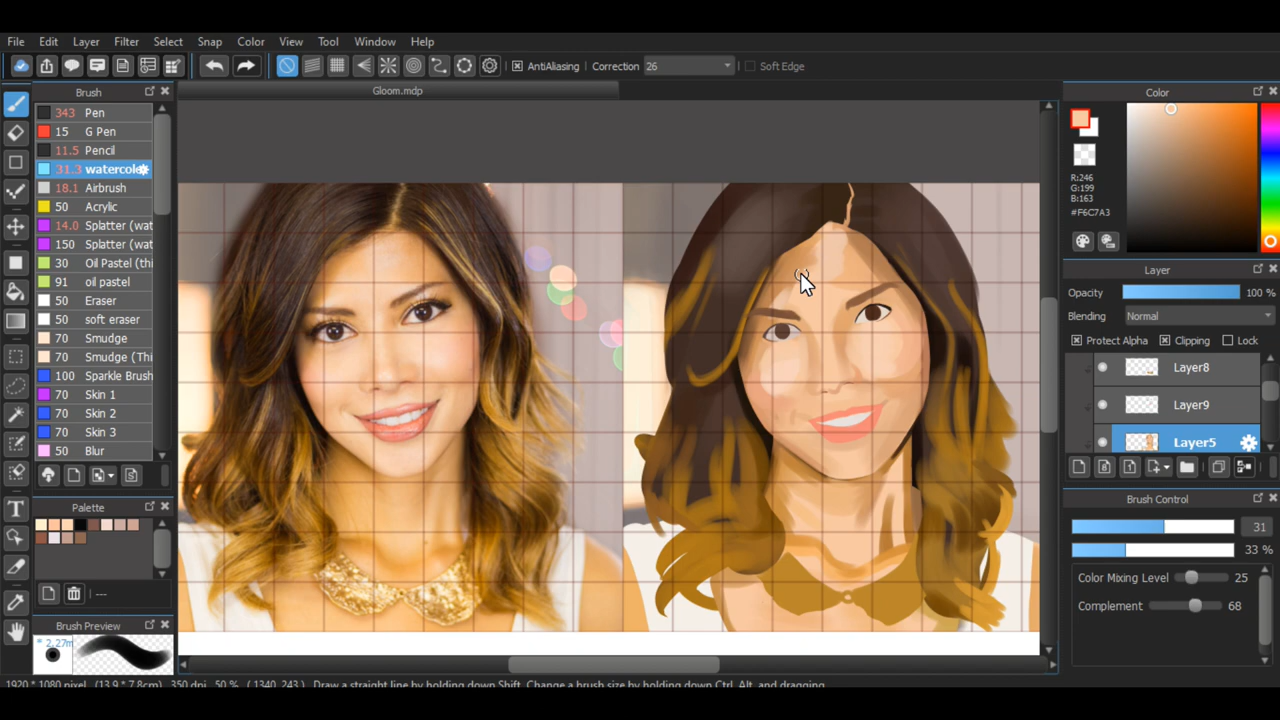 File Edit Layer Filter Select Snap Color View Tool Window Help
AntiAliasing Correction 26 Soft Edge
Brush
Gloom.mdp
Color
343 Pen
15 G Pen
11.5 Pencil
31.3 watercol
18.1 Airbrush
50 Acrylic
14.0 Splatter (wat
150 Splatter (wat
30 Oil Pastel (thi
91 oil pastel
50 Eraser
50 soft eraser
70 Smudge
70 Smudge (Thi
100 Sparkle Brush
70 Skin 1
70 Skin 2
70 Skin 3
50 Blur
R:246
G:199
B:163
#F6C7A3
Layer
Opacity 100 %
Blending Normal
Protect Alpha Clipping Lock
Layer8
Layer9
Layer5
Palette
---
Brush Control
31
33 %
Color Mixing Level 25
Complement 68
Brush Preview
* 2.27m
T
1920 * 1080 pixel (13.9 * 7.8cm) 350 dpi 50 % ( 1340, 243 ) Draw a straight line by holding down Shift, Change a brush size by holding down Ctrl, Alt, and dragging